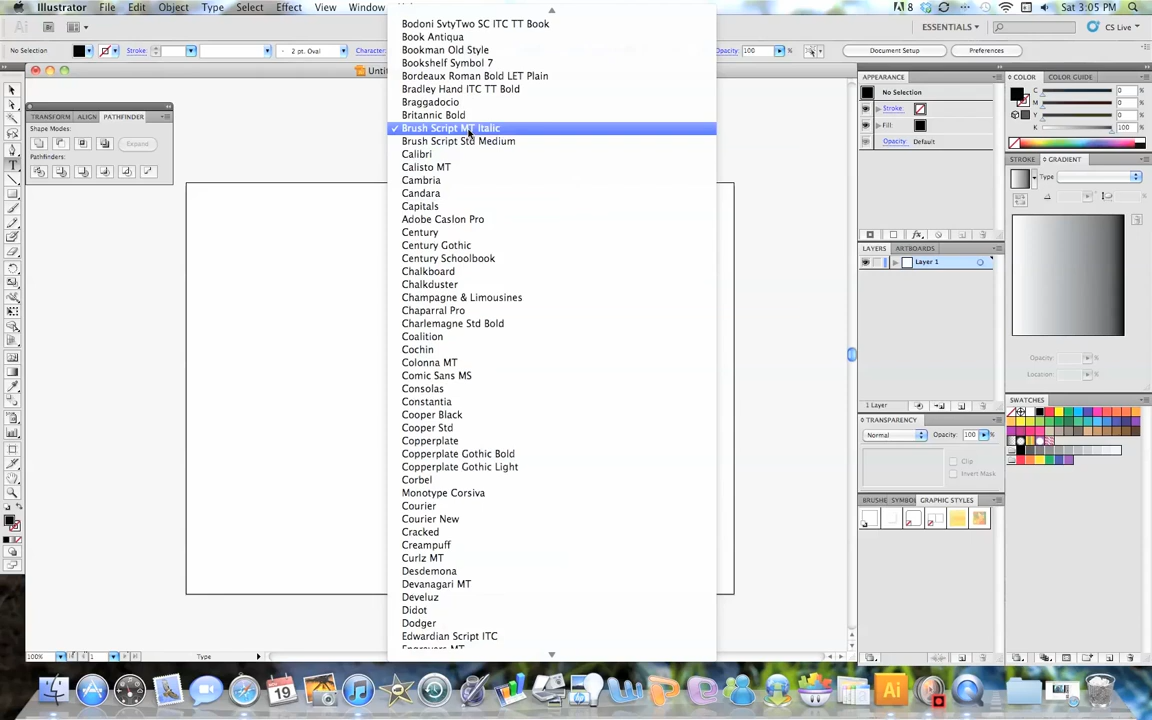 Illustrator File Edit Object Type Select Effect View Window
8 Sat 3:05 PM
Ai Br ESSENTIALS CS Live
No Selection Stroke: 2 pt. Oval Character: Opacity: 100 % Document Setup Preferences
TRANSFORM ALIGN PATHFINDER
Shape Modes:
Expand
Pathfinders:
Bodoni SvtyTwo SC ITC TT Book
Book Antiqua
Bookman Old Style
Bookshelf Symbol 7
Bordeaux Roman Bold LET Plain
Bradley Hand ITC TT Bold
Braggadocio
Britannic Bold
✓ Brush Script MT Italic
Brush Script Std Medium
Calibri
Calisto MT
Cambria
Candara
Capitals
Adobe Caslon Pro
Century
Century Gothic
Century Schoolbook
Chalkboard
Chalkduster
Champagne & Limousines
Chaparral Pro
Charlemagne Std Bold
Coalition
Cochin
Colonna MT
Comic Sans MS
Consolas
Constantia
Cooper Black
Cooper Std
Copperplate
Copperplate Gothic Bold
Copperplate Gothic Light
Corbel
Monotype Corsiva
Courier
Courier New
Cracked
Creampuff
Curlz MT
Desdemona
Devanagari MT
Develuz
Didot
Dodger
Edwardian Script ITC
Engravers MT
APPEARANCE
No Selection
Stroke:
Fill:
Opacity: Default
LAYERS ARTBOARDS
Layer 1
1 Layer
TRANSPARENCY
Normal Opacity: 100 %
Clip
Invert Mask
BRUSHE SYMBOL GRAPHIC STYLES
COLOR COLOR GUIDE
C 0 %
M 0 %
Y 0 %
K 100 %
STROKE GRADIENT
Type
Opacity: %
Location: %
SWATCHES
100% 1 Type
19
Ai